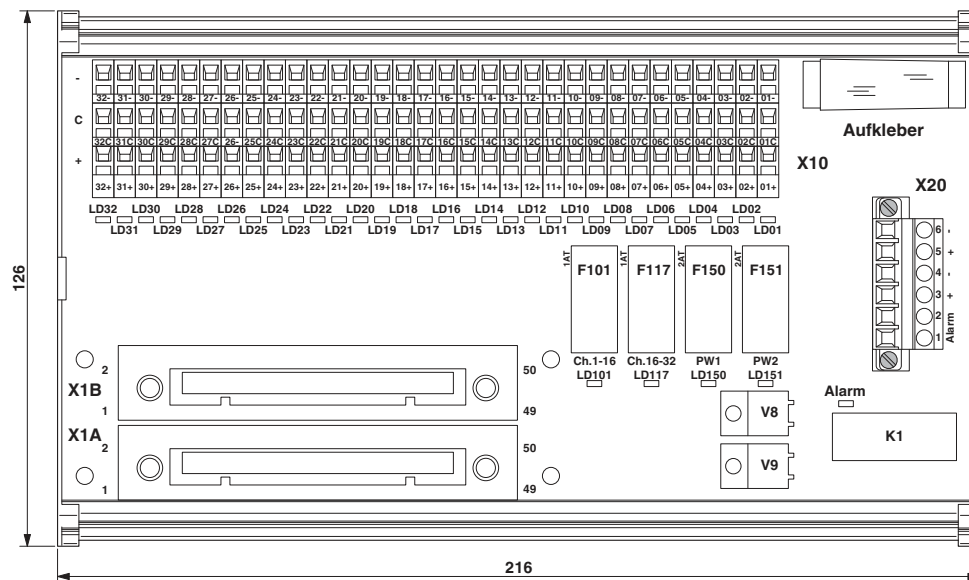 -
32- 31- 30- 29- 28- 27- 26- 25- 24- 23- 22- 21- 20- 19- 18- 17- 16- 15- 14- 13- 12- 11- 10- 09- 08- 07- 06- 05- 04- 03- 02- 01-
C
32C 31C 30C 29C 28C 27C 26- 25C 24C 23C 22C 21C 20C 19C 18C 17C 16C 15C 14C 13C 12C 11C 10C 09C 08C 07C 06C 05C 04C 03C 02C 01C
+
32+ 31+ 30+ 29+ 28+ 27+ 26+ 25+ 24+ 23+ 22+ 21+ 20+ 19+ 18+ 17+ 16+ 15+ 14+ 13+ 12+ 11+ 10+ 09+ 08+ 07+ 06+ 05+ 04+ 03+ 02+ 01+
LD32 LD30 LD28 LD26 LD24 LD22 LD20 LD18 LD16 LD14 LD12 LD10 LD08 LD06 LD04 LD02
LD31 LD29 LD27 LD25 LD23 LD21 LD19 LD17 LD15 LD13 LD11 LD09 LD07 LD05 LD03 LD01
Aufkleber
X10
X20
6 -
5 +
4 -
3 +
2
1
Alarm
1AT F101
1AT F117
2AT F150
2AT F151
Ch.1-16 Ch.16-32 PW1 PW2
LD101 LD117 LD150 LD151
126
X1B
2 50
1 49
X1A
2 50
1 49
V8
V9
Alarm
K1
216